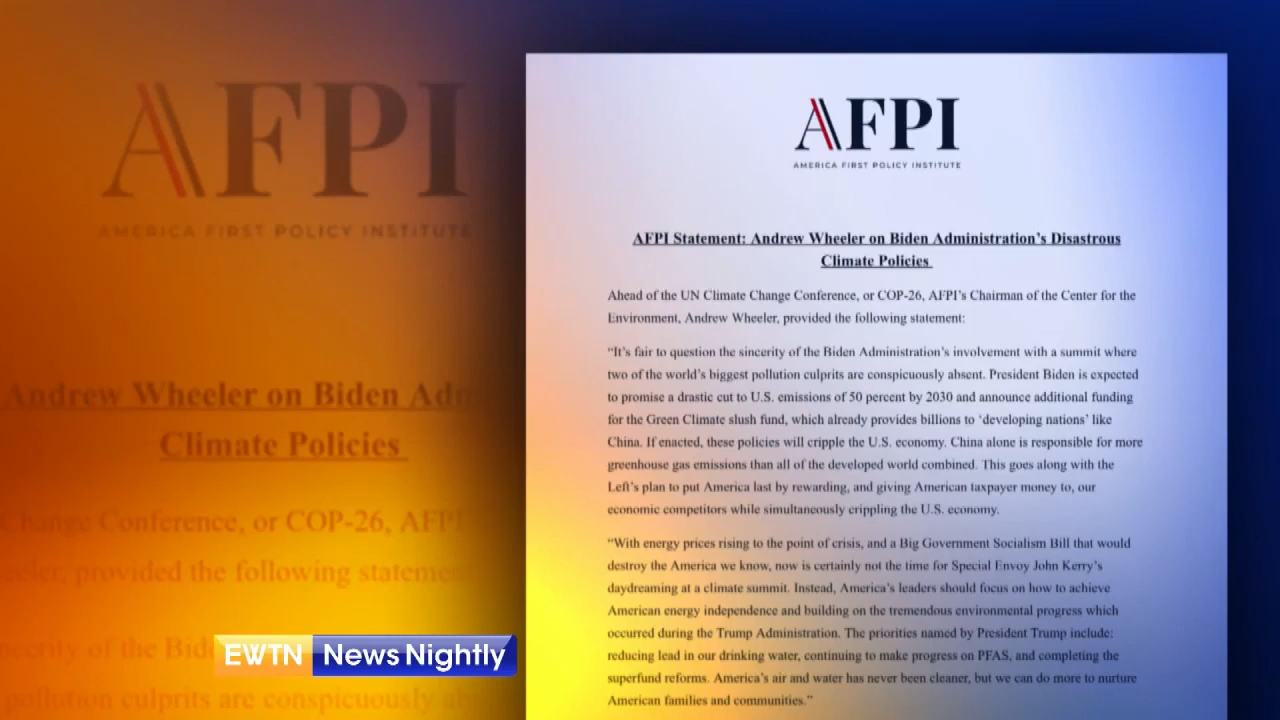 AFPI
AMERICA FIRST POLICY INSTITUTE
Andrew Wheeler on Biden Adm
Climate Policies
Change Conference, or COP-26, AFPI
eeler, provided the following statemen
ncerity of the Bid
pollution culprits are conspicuously ab
EWTN News Nightly
AFPI
AMERICA FIRST POLICY INSTITUTE
AFPI Statement: Andrew Wheeler on Biden Administration's Disastrous
Climate Policies
Ahead of the UN Climate Change Conference, or COP-26, AFPI's Chairman of the Center for the
Environment, Andrew Wheeler, provided the following statement:
“It's fair to question the sincerity of the Biden Administration's involvement with a summit where
two of the world's biggest pollution culprits are conspicuously absent. President Biden is expected
to promise a drastic cut to U.S. emissions of 50 percent by 2030 and announce additional funding
for the Green Climate slush fund, which already provides billions to ‘developing nations’ like
China. If enacted, these policies will cripple the U.S. economy. China alone is responsible for more
greenhouse gas emissions than all of the developed world combined. This goes along with the
Left's plan to put America last by rewarding, and giving American taxpayer money to, our
economic competitors while simultaneously crippling the U.S. economy.
“With energy prices rising to the point of crisis, and a Big Government Socialism Bill that would
destroy the America we know, now is certainly not the time for Special Envoy John Kerry's
daydreaming at a climate summit. Instead, America's leaders should focus on how to achieve
American energy independence and building on the tremendous environmental progress which
occurred during the Trump Administration. The priorities named by President Trump include:
reducing lead in our drinking water, continuing to make progress on PFAS, and completing the
superfund reforms. America's air and water has never been cleaner, but we can do more to nurture
American families and communities.”